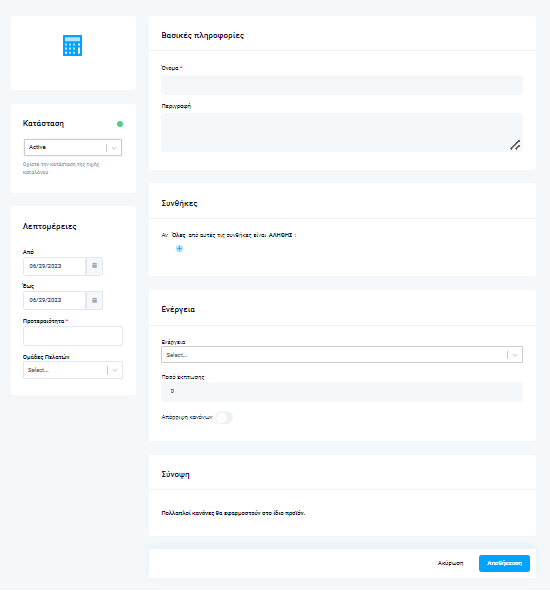 Κατάσταση
Active
Ορίστε την κατάσταση της τιμής
καταλόγου
Λεπτομέρειες
Από
06/29/2023
Έως
06/29/2023
Προτεραιότητα *
Ομάδες Πελατών
Select...
Βασικές πληροφορίες
Όνομα *
Περιγραφή
Συνθήκες
Αν Όλες από αυτές τις συνθήκες είναι ΑΛΗΘΗΣ :
Ενέργεια
Ενέργεια
Select...
Ποσό έκπτωσης
0
Απόρριψη κανόνων
Σύνοψη
Πολλαπλοί κανόνες θα εφαρμοστούν στο ίδιο προϊόν.
Ακύρωση
Αποθήκευση